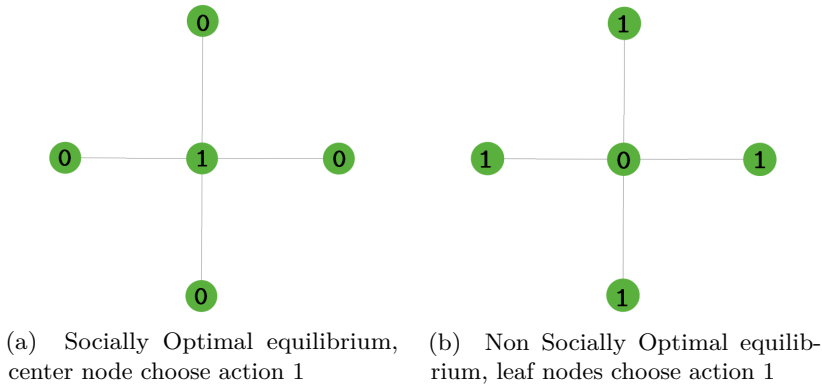 0
0 1 0
0
(a) Socially Optimal equilibrium,
center node choose action 1
1
1 0 1
1
(b) Non Socially Optimal equilib-
rium, leaf nodes choose action 1